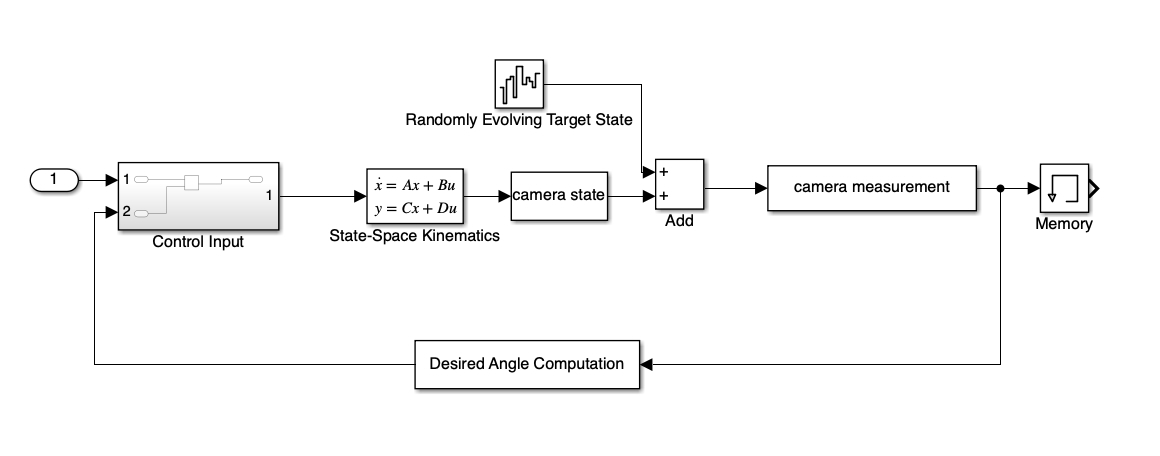 Randomly Evolving Target State
1
1
2
1
Control Input
ẋ = Ax + Bu
y = Cx + Du
State-Space Kinematics
camera state
+
+
Add
camera measurement
Memory
Desired Angle Computation